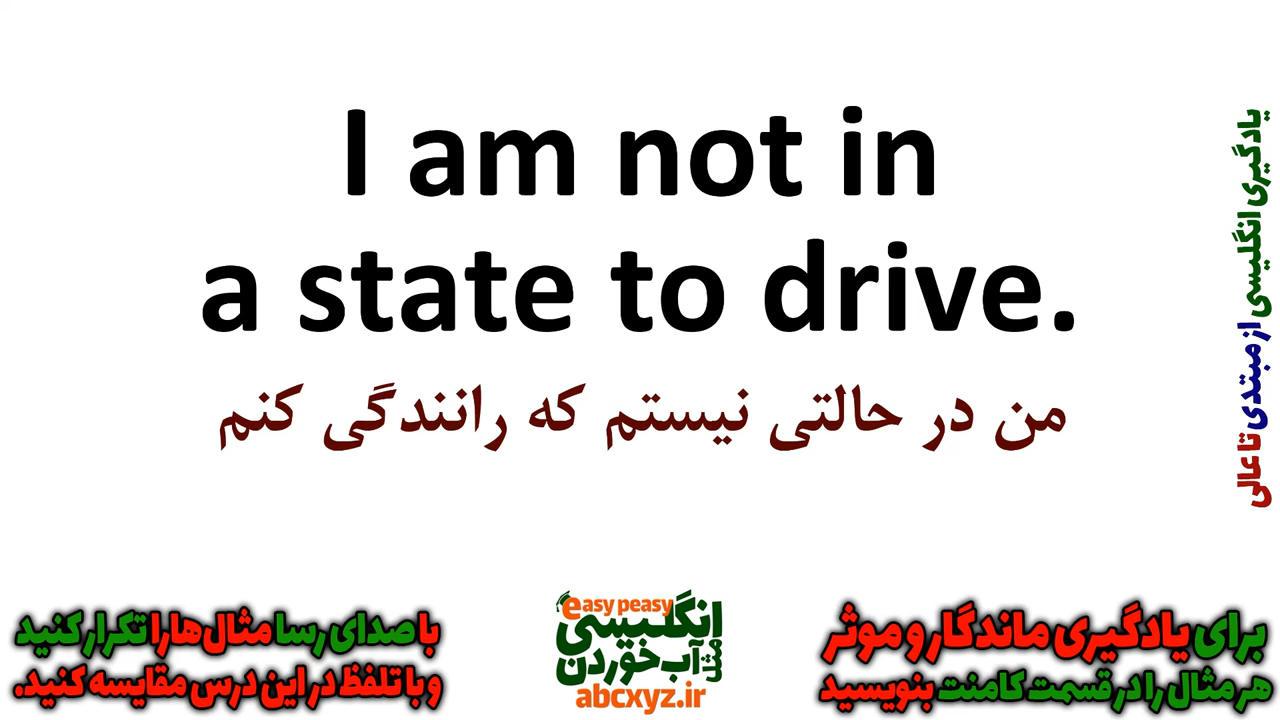 I am not in
a state to drive.
من در حالتی نیستم که رانندگی کنم
یادگیری انگلیسی از مبتدی تا عالی
برای یادگیری ماندگار و موثر
هر مثال را در قسمت کامنت بنویسید
easy peasy
انگلیسی
مثل
آب خوردن
abcxyz.ir
با صدای رسا مثال‌ها را تکرار کنید
و با تلفظ در این درس مقایسه کنید.